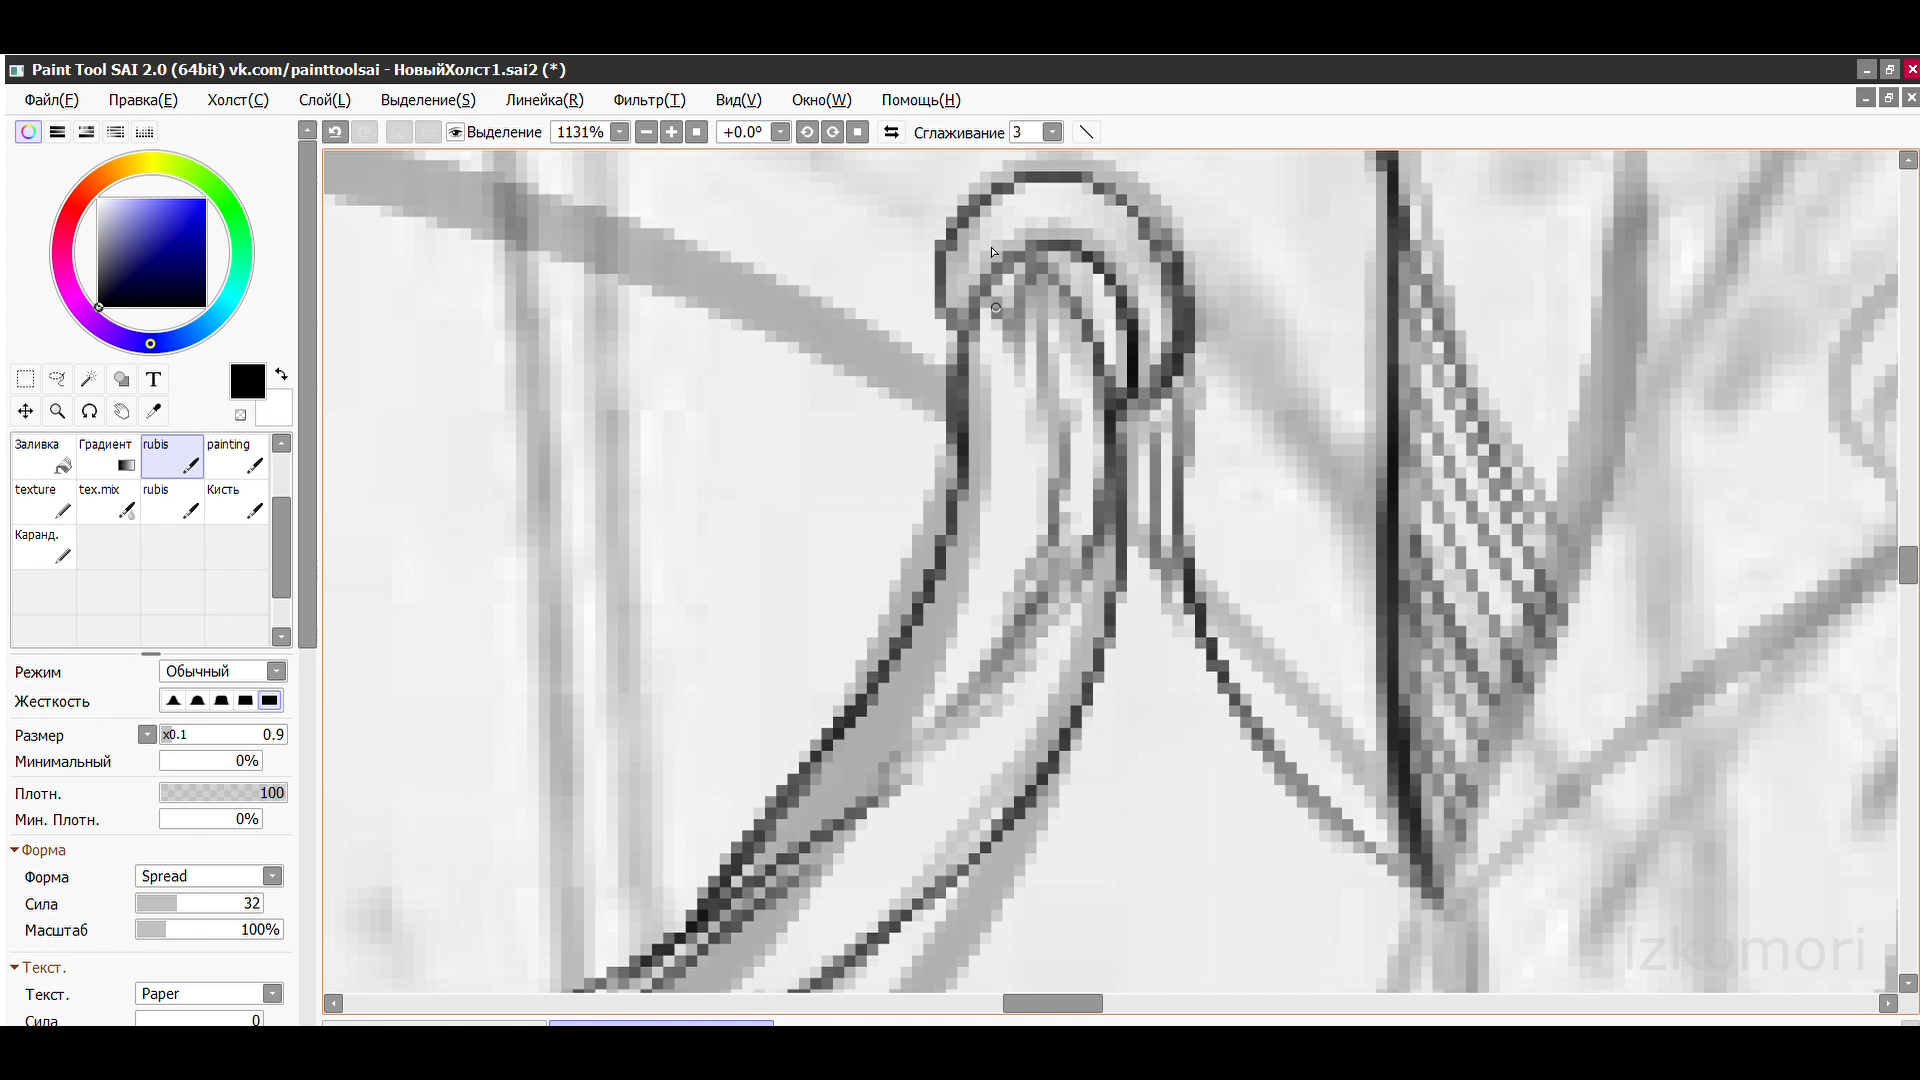 Paint Tool SAI 2.0 (64bit) vk.com/painttoolsai - НовыйХолст1.sai2 (*)
Файл(F) Правка(E) Холст(C) Слой(L) Выделение(S) Линейка(R) Фильтр(T) Вид(V) Окно(W) Помощь(H)
Выделение 1131% +0.0º Сглаживание 3
T
Заливка Градиент rubis painting
texture tex.mix rubis Кисть
Каранд.
Режим Обычный
Жесткость
Размер x0.1 0.9
Минимальный 0%
Плотн. 100
Мин. Плотн. 0%
Форма
Форма Spread
Сила 32
Масштаб 100%
Текст.
Текст. Paper
Сила 0
Izkomori